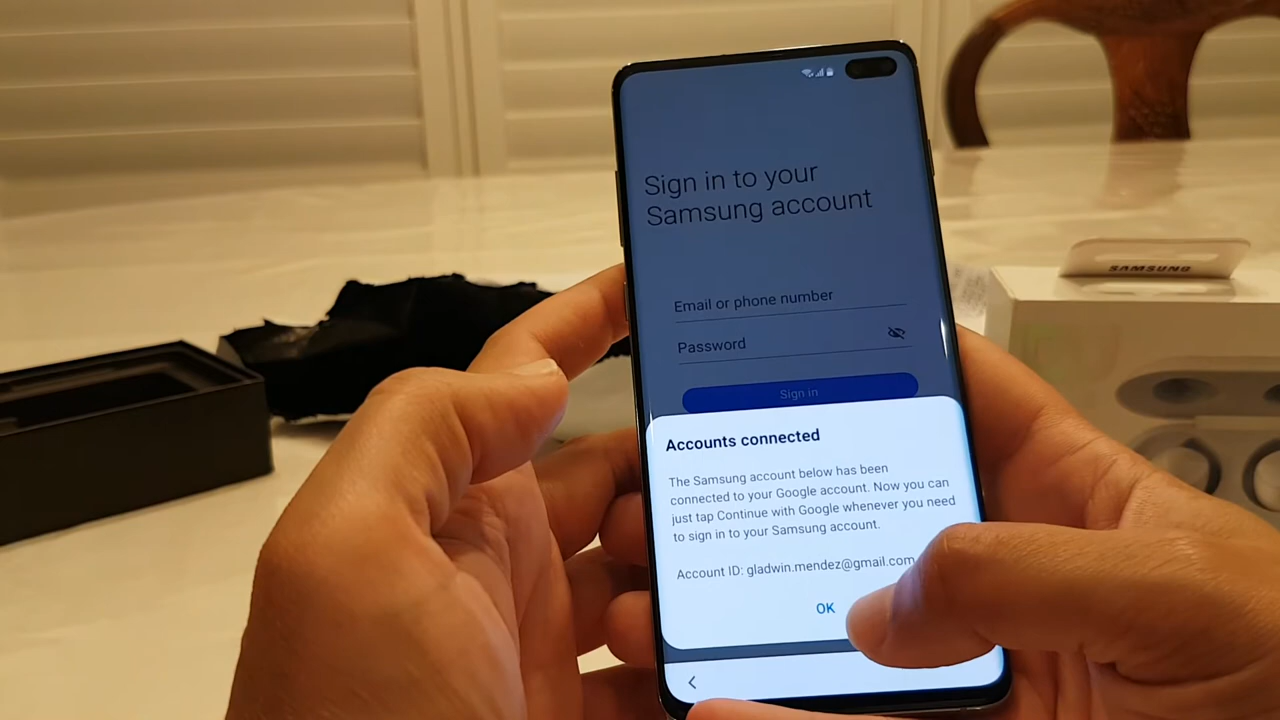 Sign in to your
Samsung account
Email or phone number
Password
Sign in
Accounts connected
The Samsung account below has been
connected to your Google account. Now you can
just tap Continue with Google whenever you need
to sign in to your Samsung account.
Account ID: gladwin.mendez@gmail.com
OK
SAMSUNG